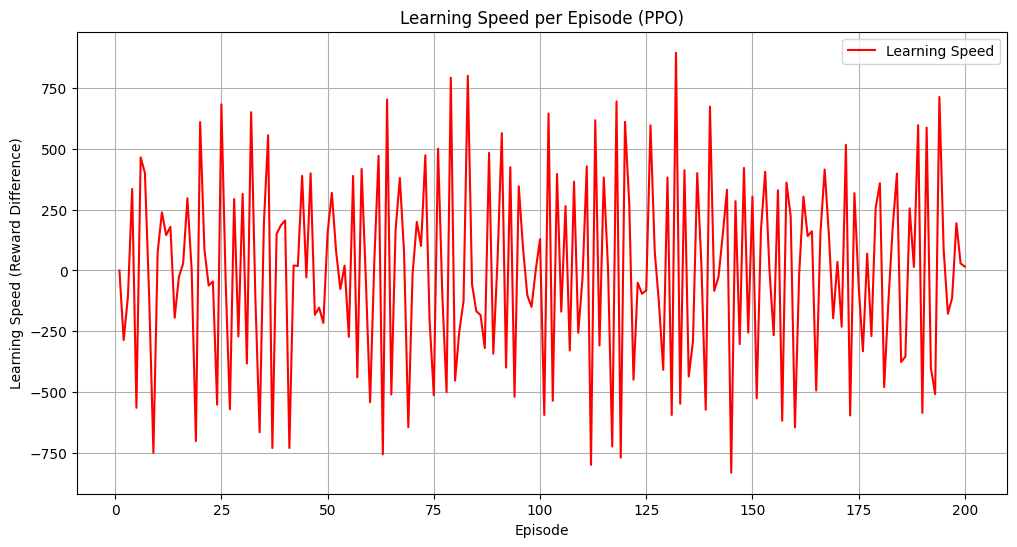 Learning Speed per Episode (PPO)
Learning Speed
Learning Speed (Reward Difference)
750
500
250
0
−250
−500
−750
0 25 50 75 100 125 150 175 200
Episode